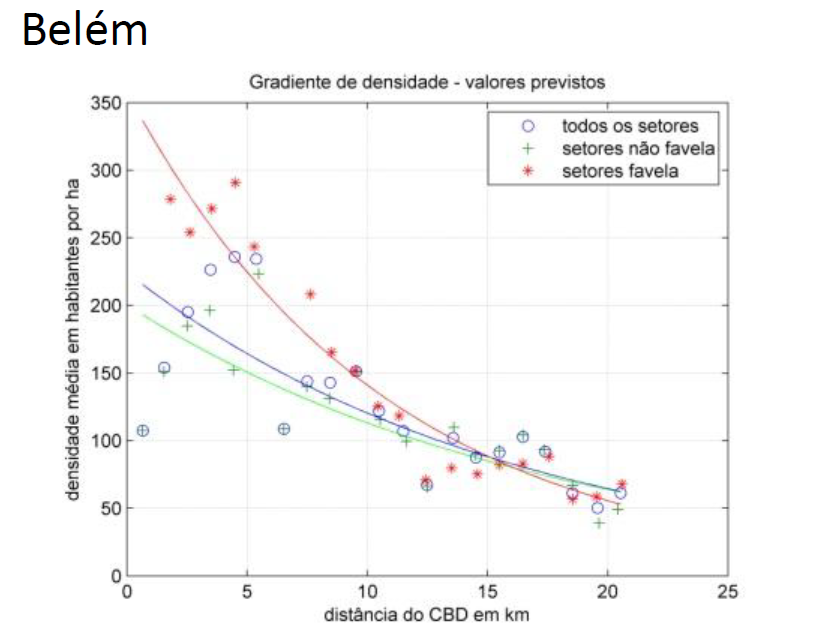 Belém
Gradiente de densidade - valores previstos
densidade média em habitantes por ha
350
300
250
200
150
100
50
0
todos os setores
setores não favela
setores favela
0 5 10 15 20 25
distância do CBD em km